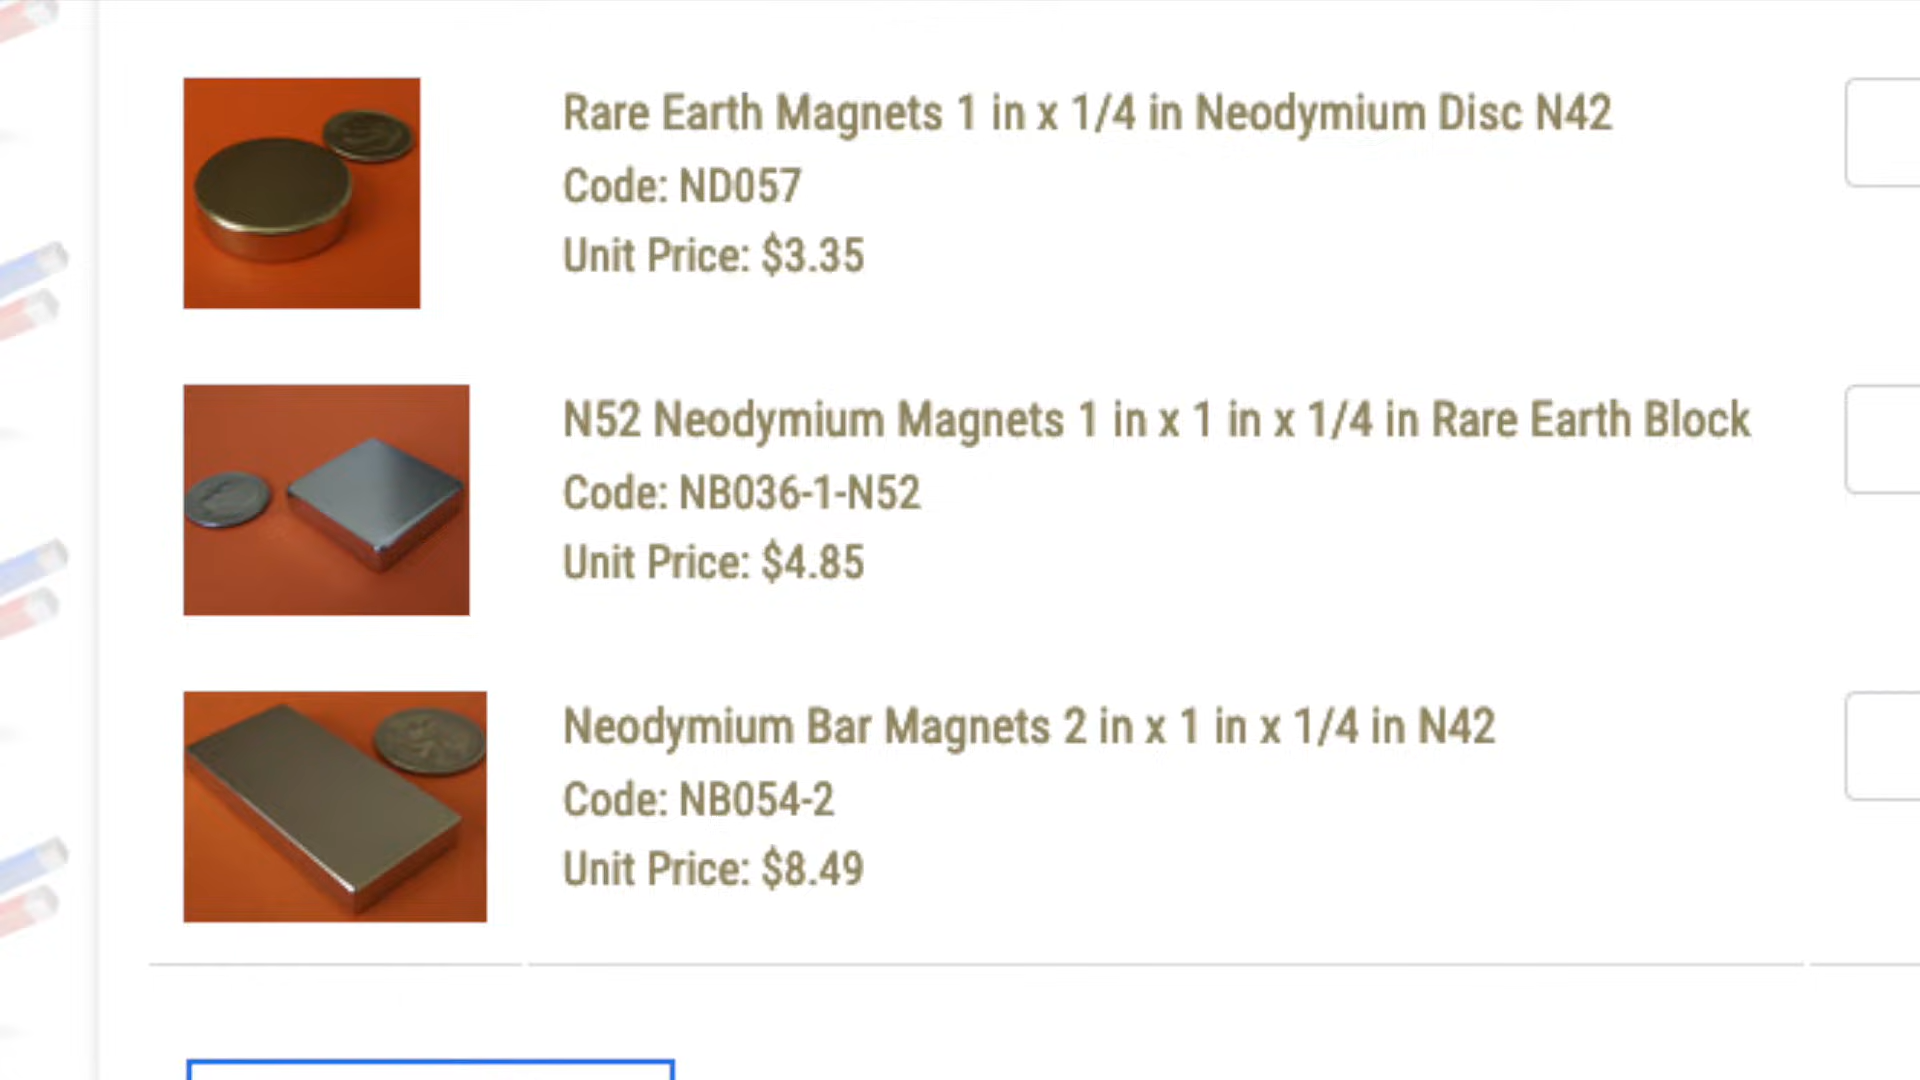 Rare Earth Magnets 1 in x 1/4 in Neodymium Disc N42
Code: ND057
Unit Price: $3.35
N52 Neodymium Magnets 1 in x 1 in x 1/4 in Rare Earth Block
Code: NB036-1-N52
Unit Price: $4.85
Neodymium Bar Magnets 2 in x 1 in x 1/4 in N42
Code: NB054-2
Unit Price: $8.49